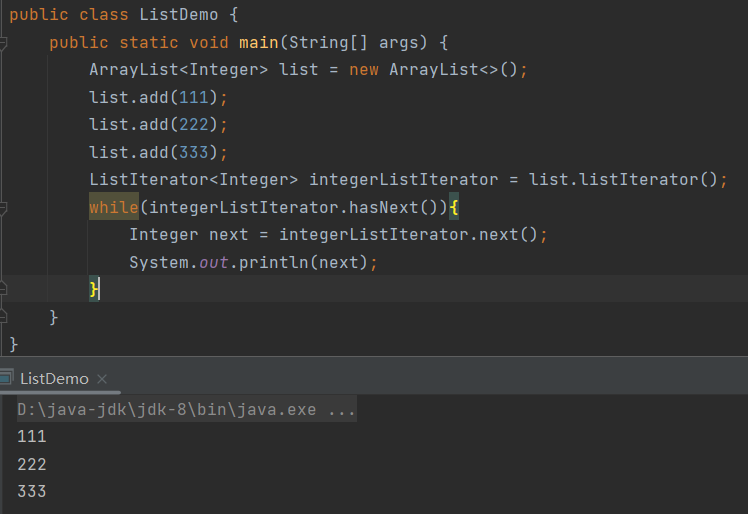 public class ListDemo {
    public static void main(String[] args) {
        ArrayList<Integer> list = new ArrayList<>();
        list.add(111);
        list.add(222);
        list.add(333);
        ListIterator<Integer> integerListIterator = list.listIterator();
        while(integerListIterator.hasNext()){
            Integer next = integerListIterator.next();
            System.out.println(next);
        }
    }
}
ListDemo ×
D:\java-jdk\jdk-8\bin\java.exe ...
111
222
333